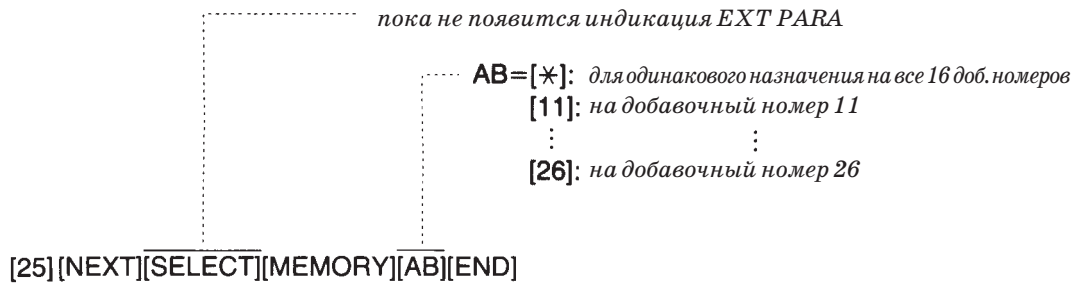 пока не появится индикация EXT PARA
AB=[✳]: для одинакового назначения на все 16 доб. номеров
[11]: на добавочный номер 11
⋮ ⋮
[26]: на добавочный номер 26
[25][NEXT][SELECT][MEMORY][AB][END]